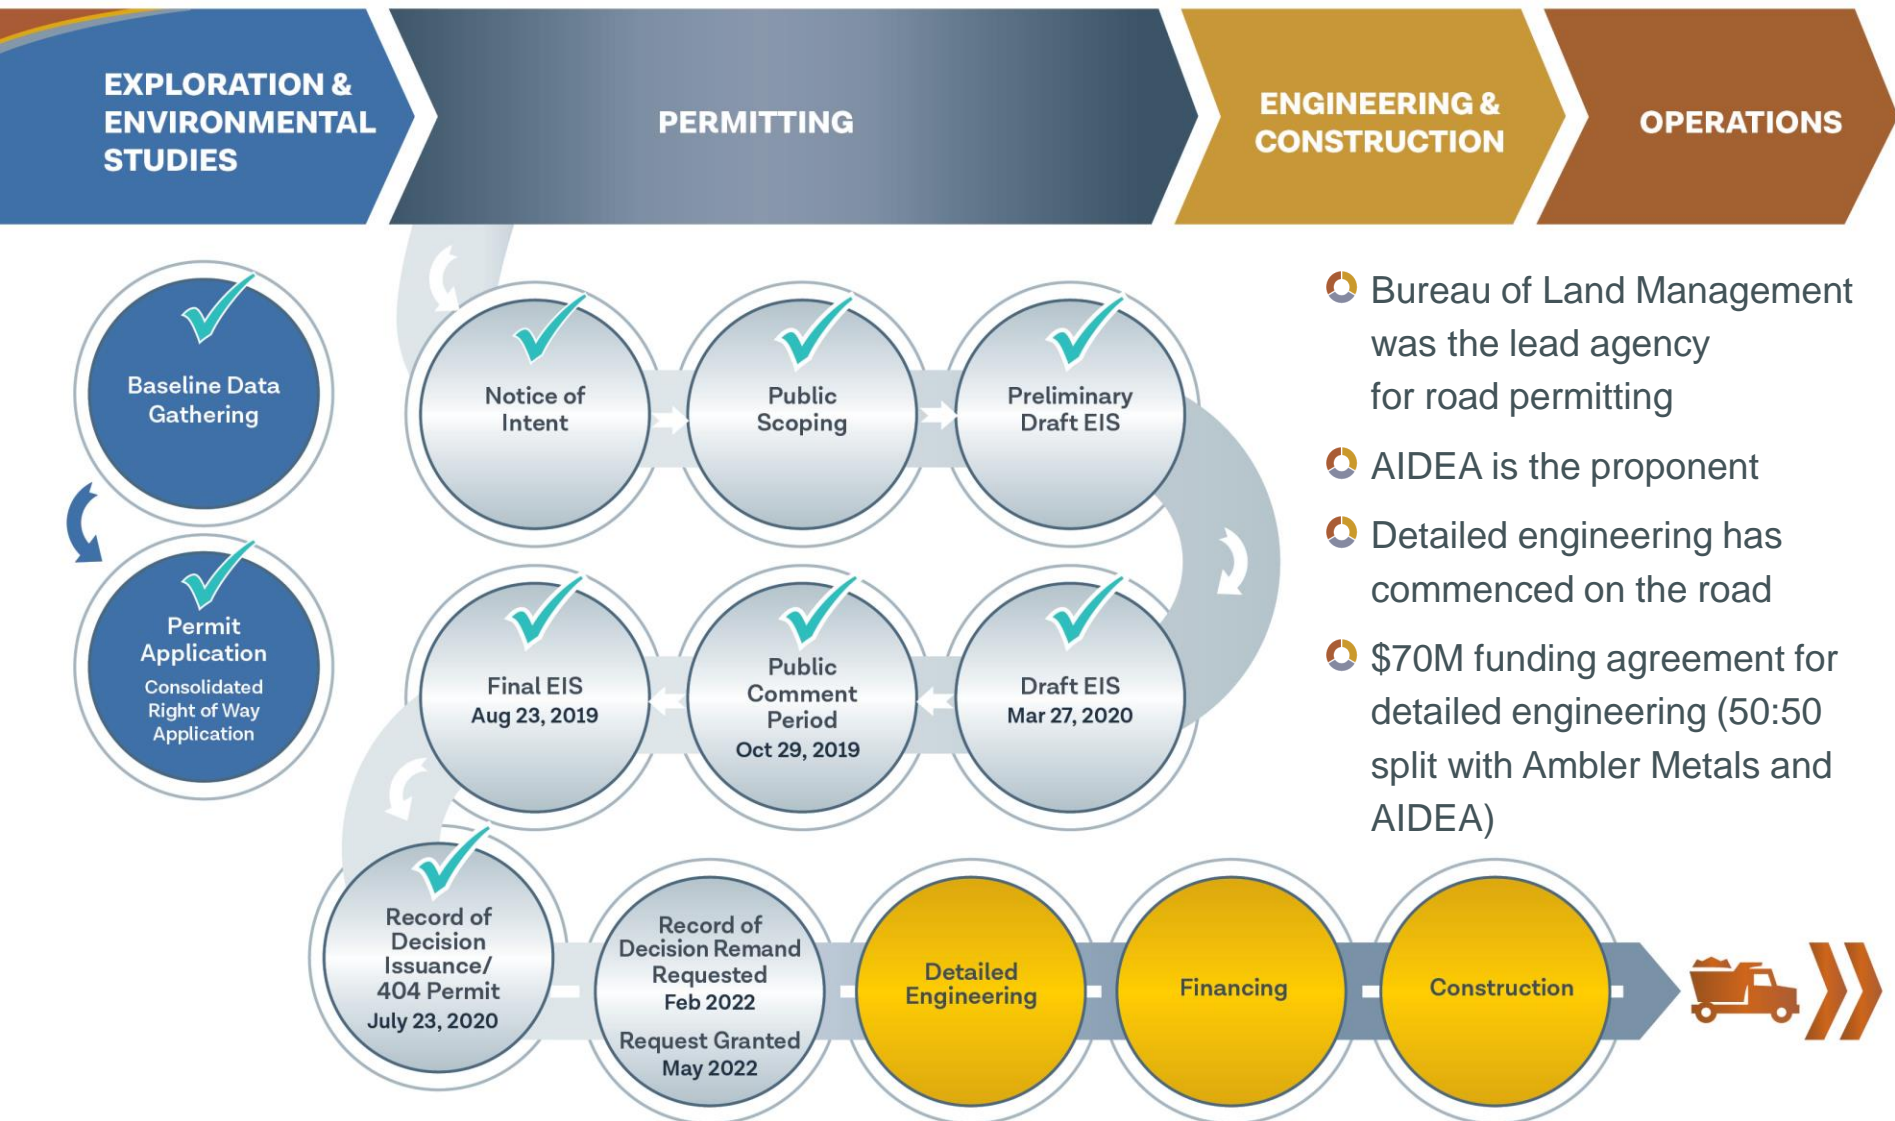 EXPLORATION &
ENVIRONMENTAL
STUDIES
PERMITTING
ENGINEERING &
CONSTRUCTION
OPERATIONS
Baseline Data
Gathering
Permit
Application
Consolidated
Right of Way
Application
Notice of
Intent
Public
Scoping
Preliminary
Draft EIS
Draft EIS
Mar 27, 2020
Public
Comment
Period
Oct 29, 2019
Final EIS
Aug 23, 2019
Record of
Decision
Issuance/
404 Permit
July 23, 2020
Record of
Decision Remand
Requested
Feb 2022
Request Granted
May 2022
Detailed
Engineering
Financing
Construction
Bureau of Land Management
was the lead agency
for road permitting
AIDEA is the proponent
Detailed engineering has
commenced on the road
$70M funding agreement for
detailed engineering (50:50
split with Ambler Metals and
AIDEA)